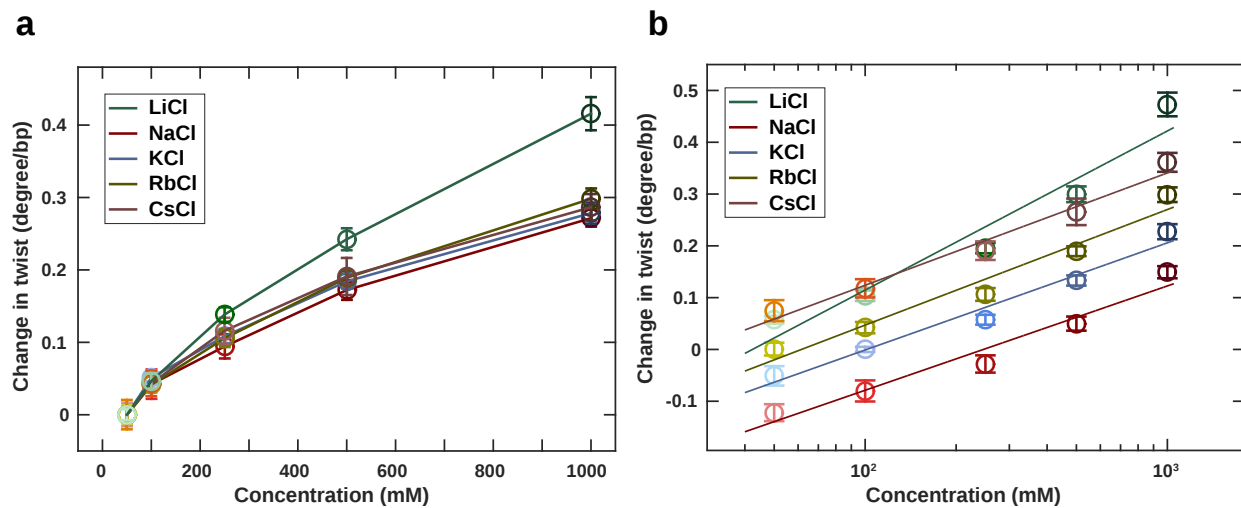 a
Change in twist (degree/bp)
0.4
0.3
0.2
0.1
0
LiCl
NaCl
KCl
RbCl
CsCl
0
200
400
600
800
1000
Concentration (mM)
b
Change in twist (degree/bp)
0.5
0.4
0.3
0.2
0.1
0
-0.1
LiCl
NaCl
KCl
RbCl
CsCl
10²
10³
Concentration (mM)